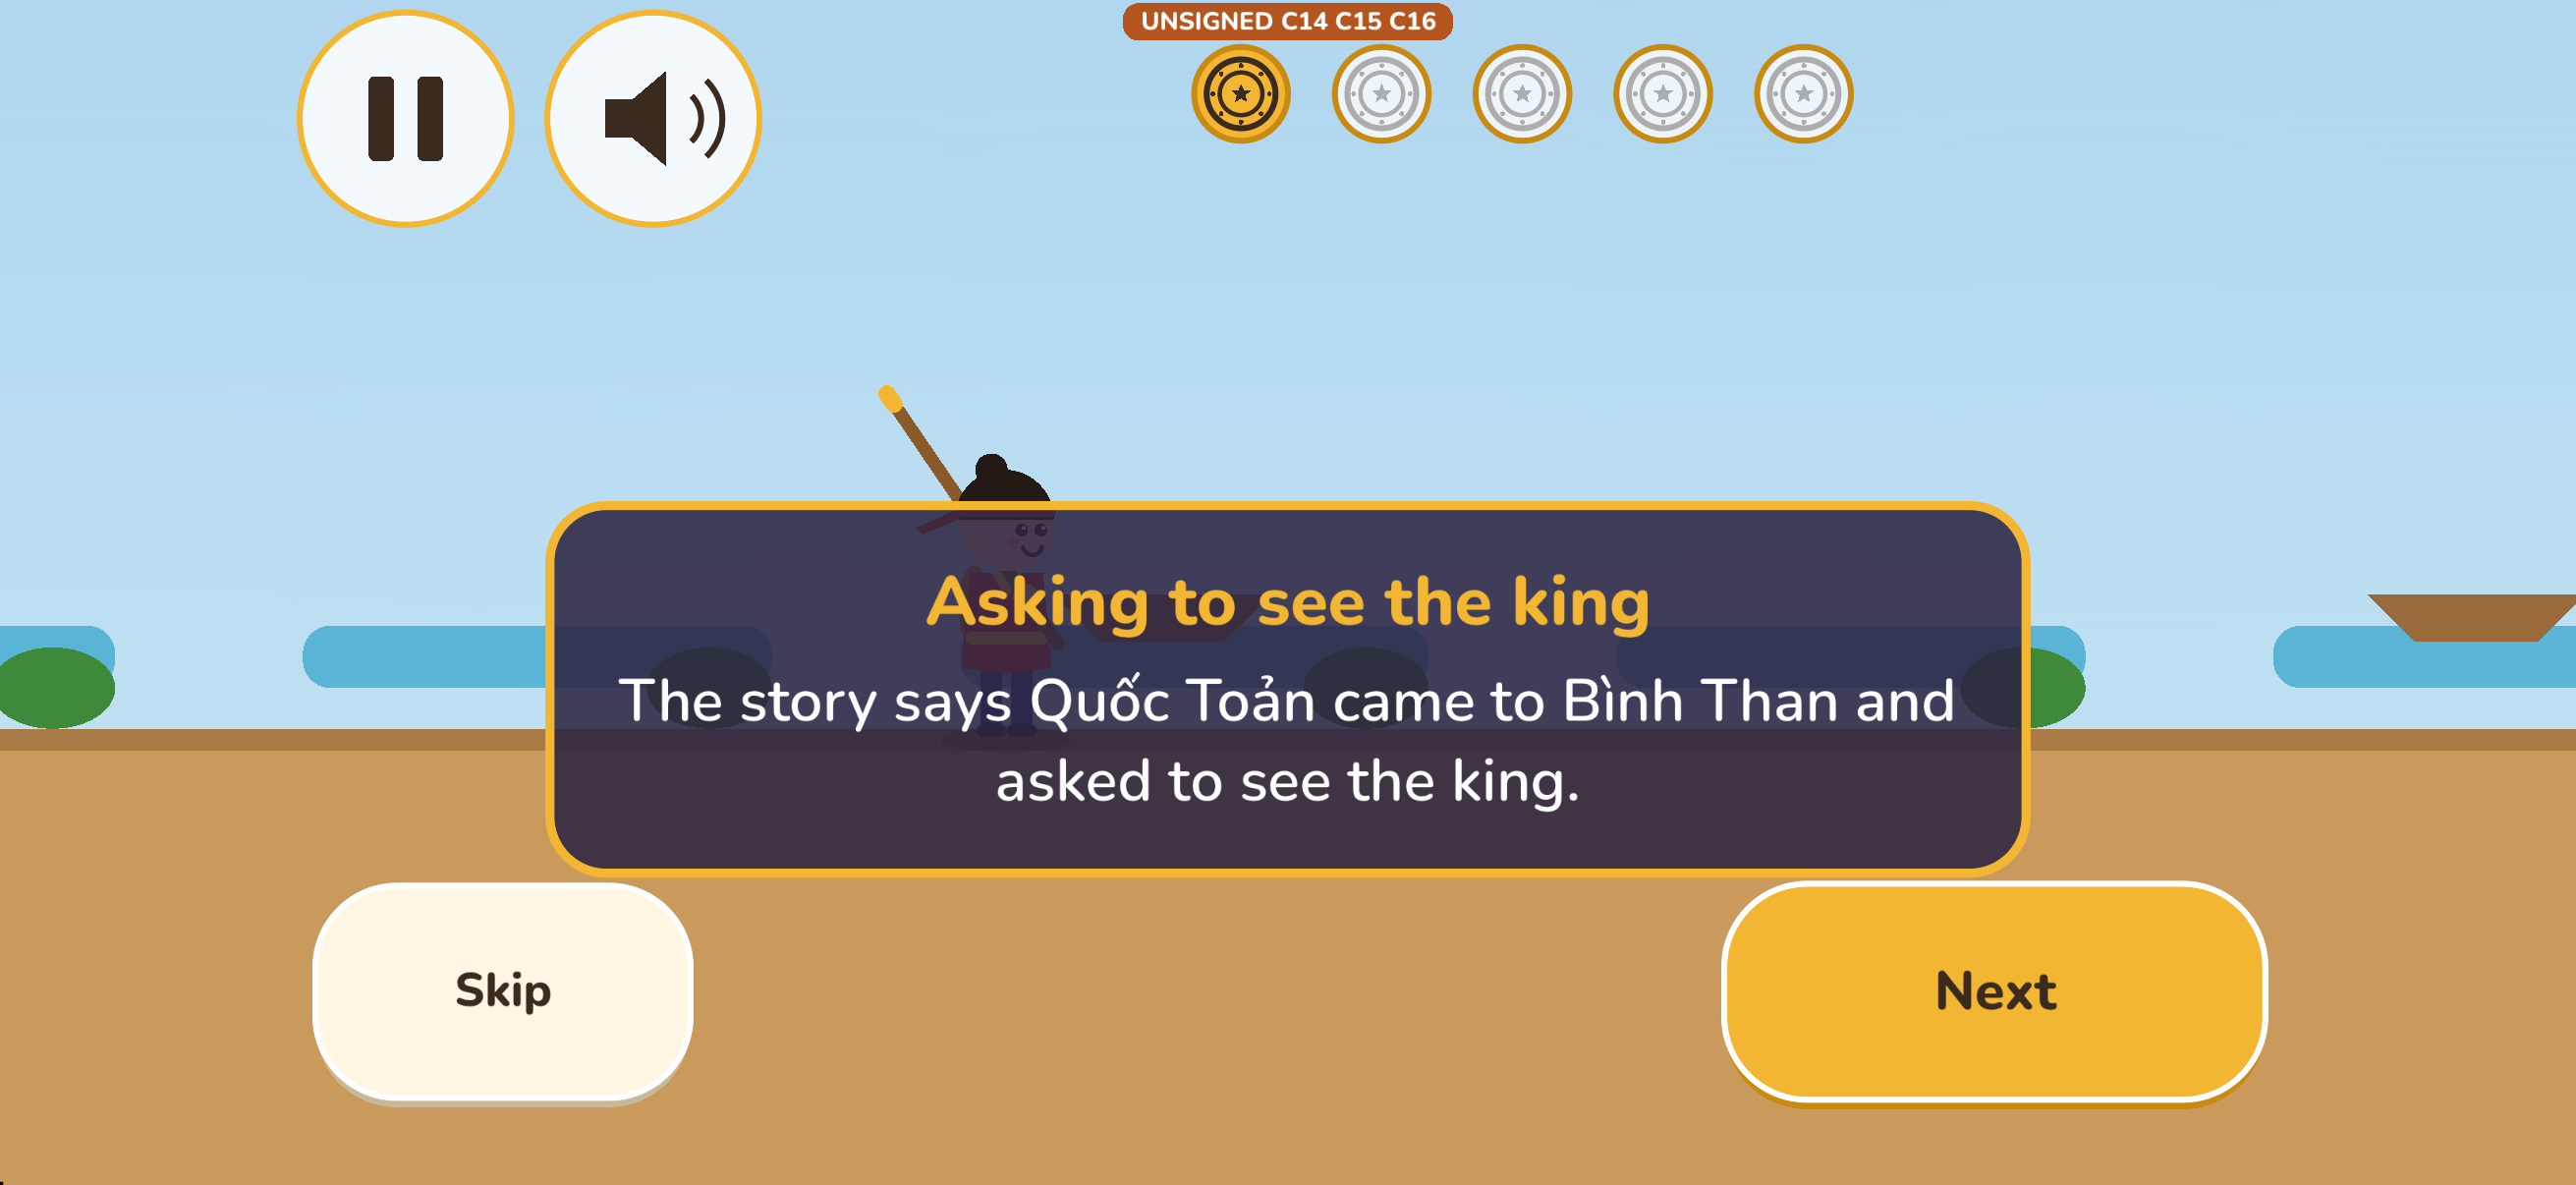 UNSIGNED C14 C15 C16
Asking to see the king
The story says Quốc Toản came to Bình Than and
asked to see the king.
Skip
Next